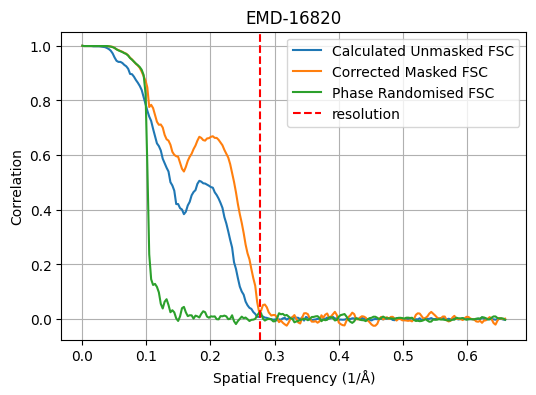 EMD-16820
Calculated Unmasked FSC
Corrected Masked FSC
Phase Randomised FSC
resolution
Correlation
1.0
0.8
0.6
0.4
0.2
0.0
0.0 0.1 0.2 0.3 0.4 0.5 0.6
Spatial Frequency (1/Å)